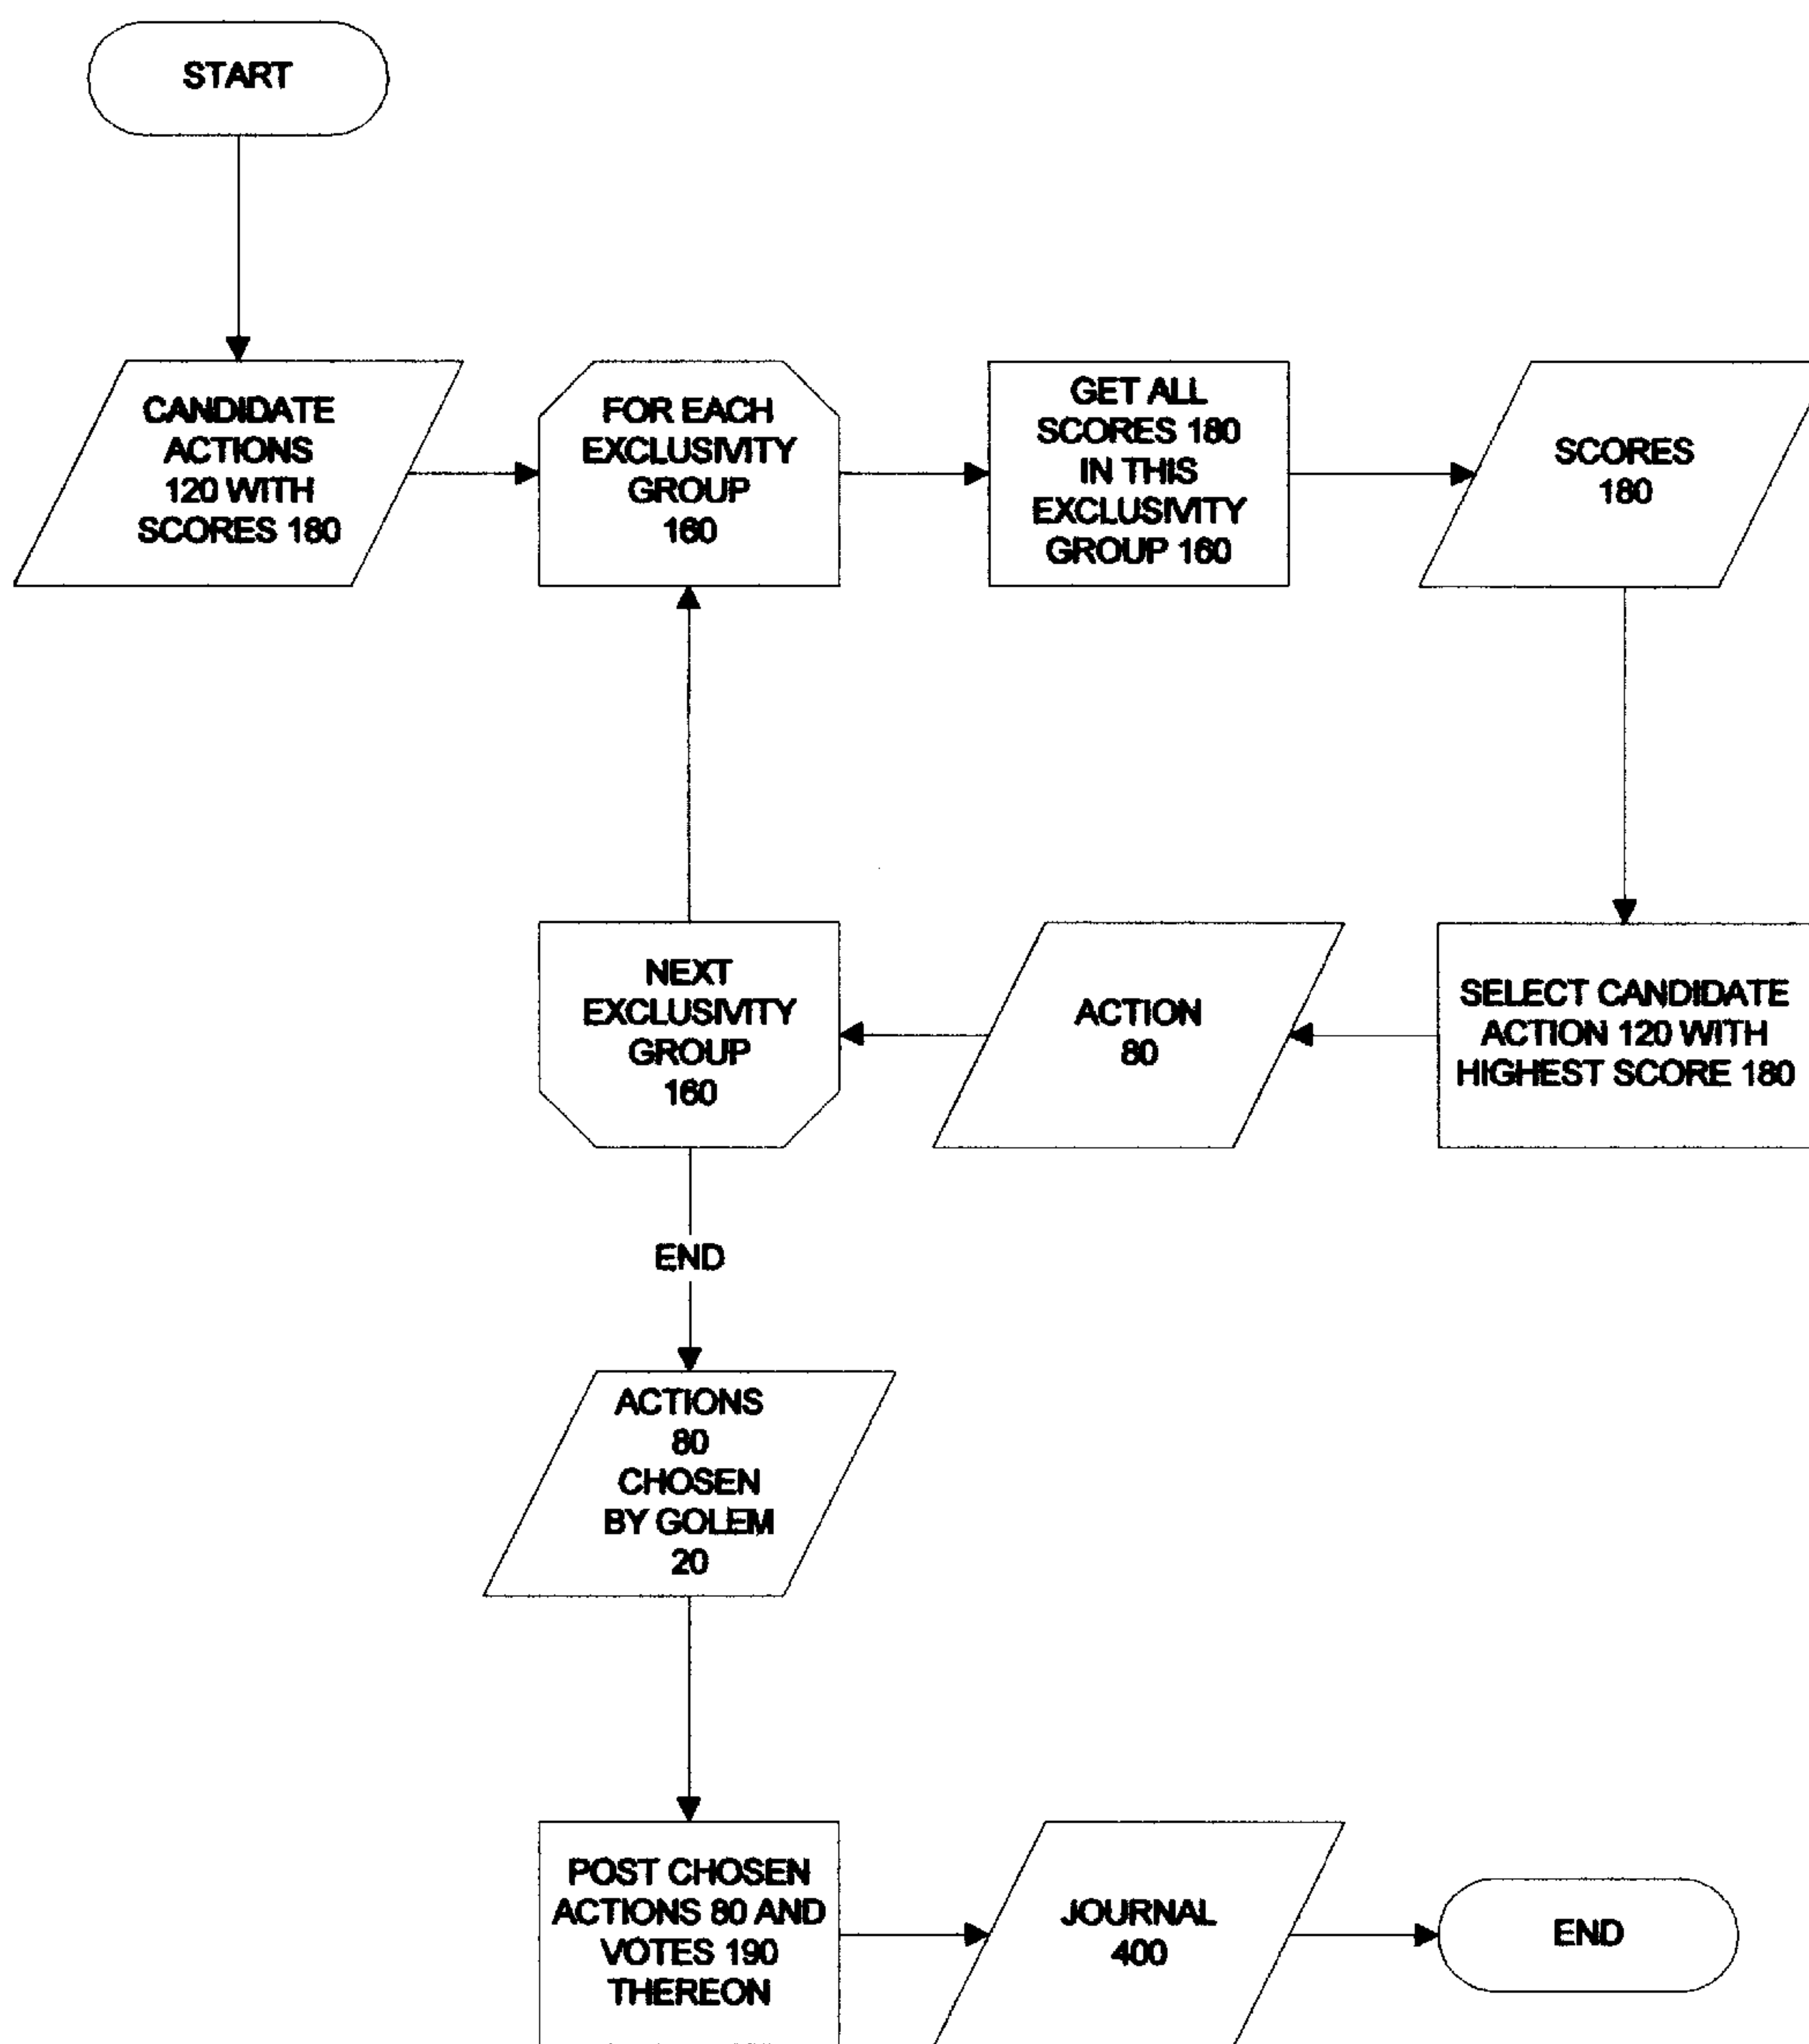 START
CANDIDATE
ACTIONS
120 WITH
SCORES 180
FOR EACH
EXCLUSIVITY
GROUP
160
GET ALL
SCORES 180
IN THIS
EXCLUSIVITY
GROUP 160
SCORES
180
SELECT CANDIDATE
ACTION 120 WITH
HIGHEST SCORE 180
ACTION
80
NEXT
EXCLUSIVITY
GROUP
160
END
ACTIONS
80
CHOSEN
BY GOLEM
20
POST CHOSEN
ACTIONS 80 AND
VOTES 190
THEREON
JOURNAL
400
END